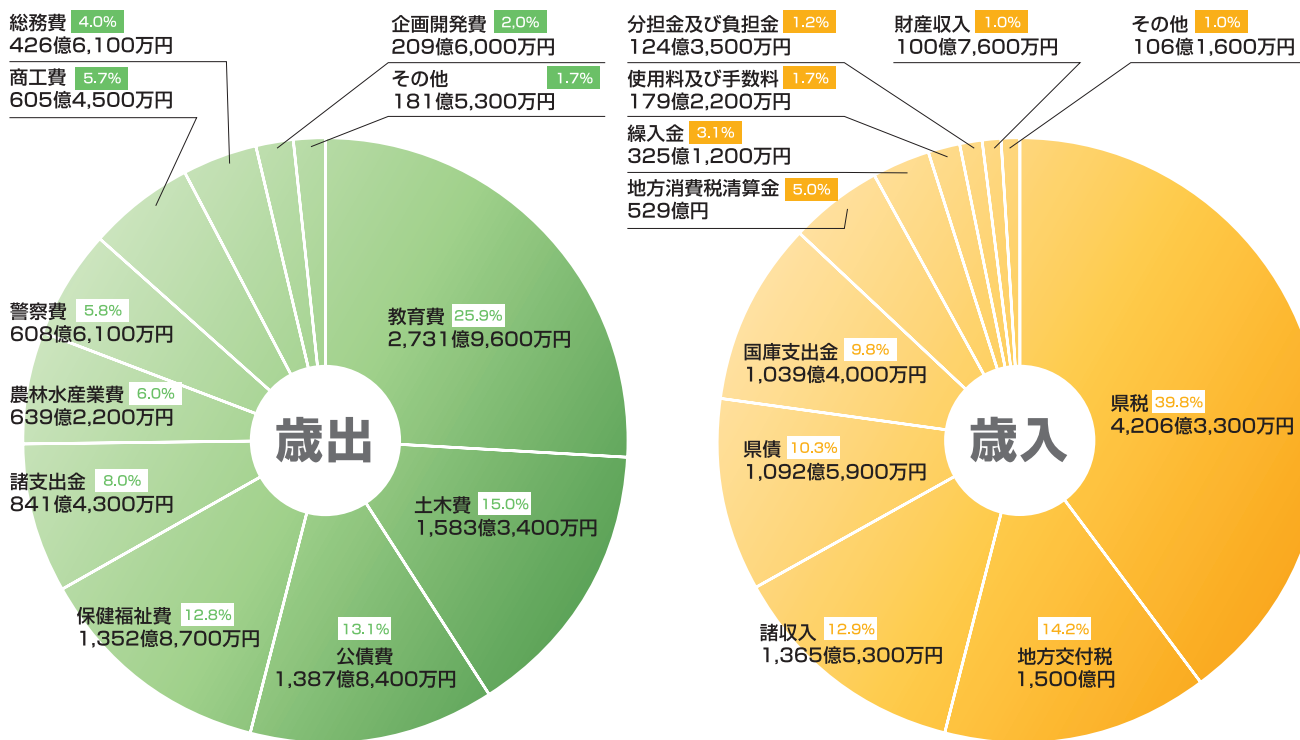 総務費 4.0%
426億6,100万円
商工費 5.7%
605億4,500万円
企画開発費 2,0%
209億6,000万円
その他 1.7%
181億5,300万円
警察費 5.8%
608億6,100万円
農林水産業費 6.0%
639億2,200万円
諸支出金 8.0%
841億4,300万円
保健福祉費 12.8%
1,352億8,700万円
13.1%
公債費
1,387億8,400万円
土木費 15.0%
1,583億3,400万円
教育費 25.9%
2,731億9,600万円
歳出
分担金及び負担金 1.2%
124億3,500万円
使用料及び手数料 1.7%
179億2,200万円
繰入金 3.1%
325億1,200万円
地方消費税清算金 5.0%
529億円
財産収入 1.0%
100億7,600万円
その他 1.0%
106億1,600万円
国庫支出金 9.8%
1,039億4,000万円
県債 10.3%
1,092億5,900万円
諸収入 12.9%
1,365億5,300万円
14.2%
地方交付税
1,500億円
県税 39.8%
4,206億3,300万円
歳入